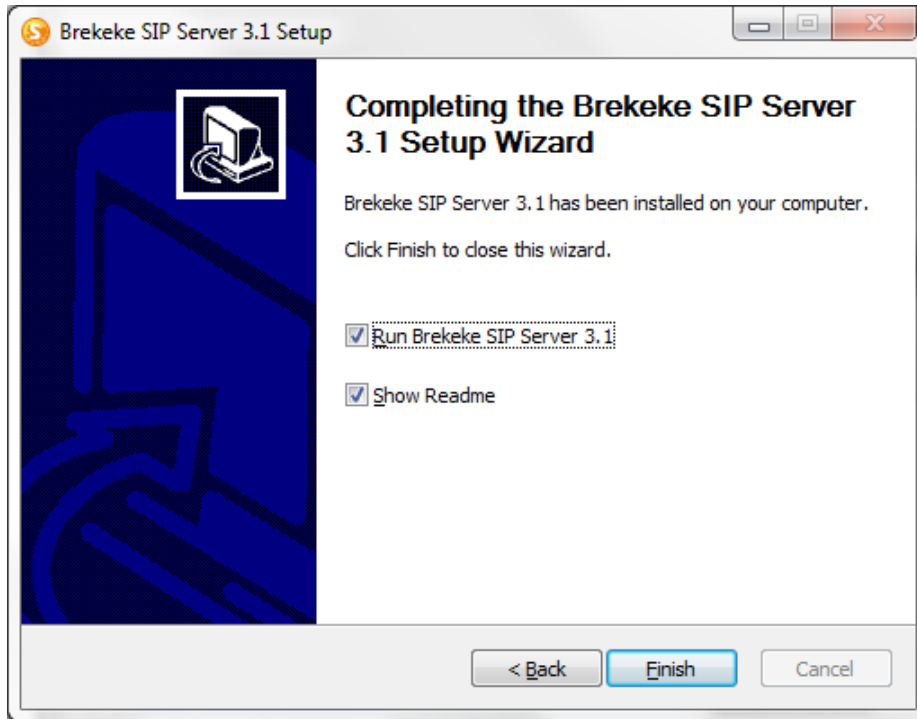 Brekeke SIP Server 3.1 Setup
Completing the Brekeke SIP Server
3.1 Setup Wizard
Brekeke SIP Server 3.1 has been installed on your computer.
Click Finish to close this wizard.
Run Brekeke SIP Server 3.1
Show Readme
< Back Finish Cancel